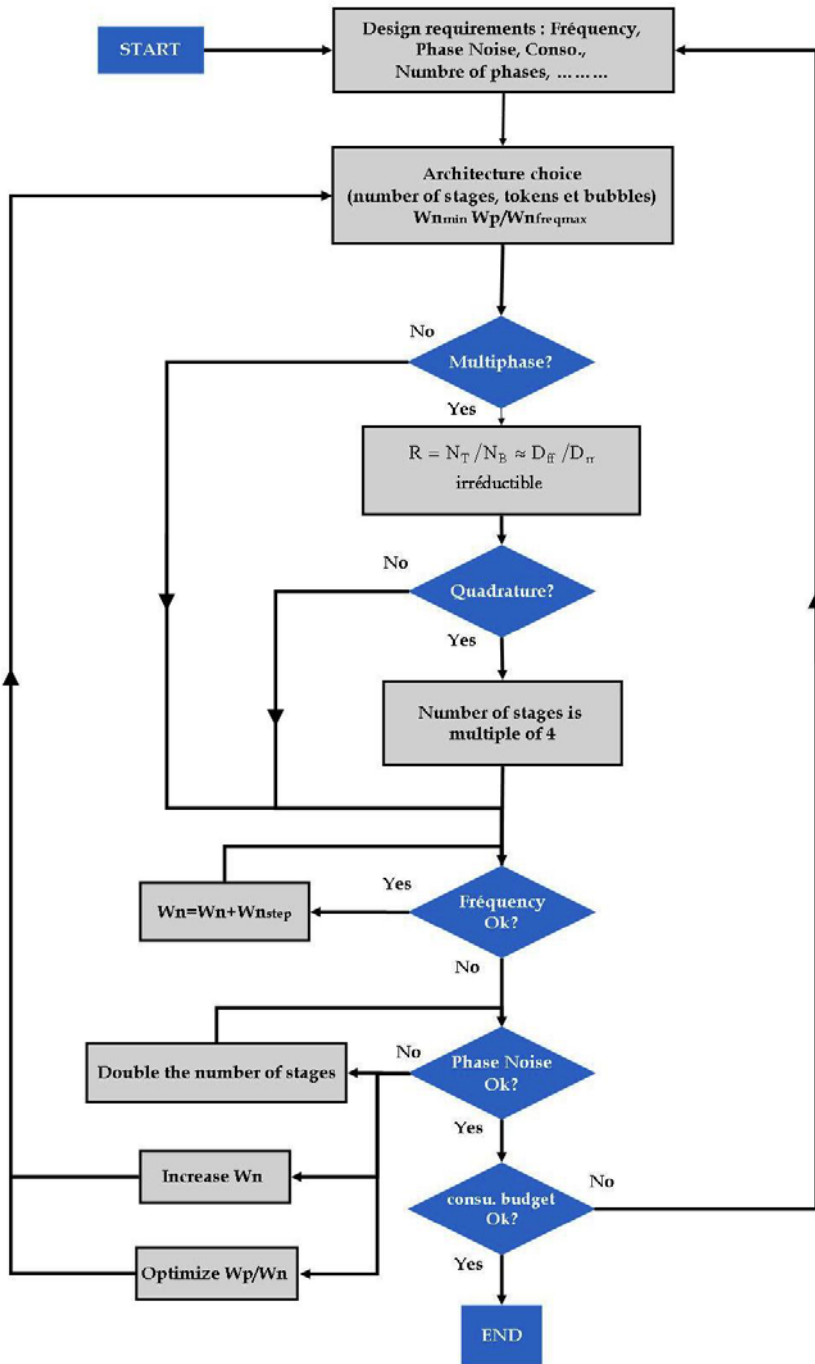 START
Design requirements : Fréquency,
Phase Noise, Conso.,
Numbre of phases, ………
Architecture choice
(number of stages, tokens et bubbles)
Wnmin Wp/Wnfreqmax
No
Multiphase?
Yes
R = NT /NB ≈ Dff /Drr
irréductible
No
Quadrature?
Yes
Number of stages is
multiple of 4
Yes
Wn=Wn+Wnstep
Fréquency
Ok?
No
No
Double the number of stages
Phase Noise
Ok?
Yes
Increase Wn
consu. budget
Ok?
No
Optimize Wp/Wn
Yes
END